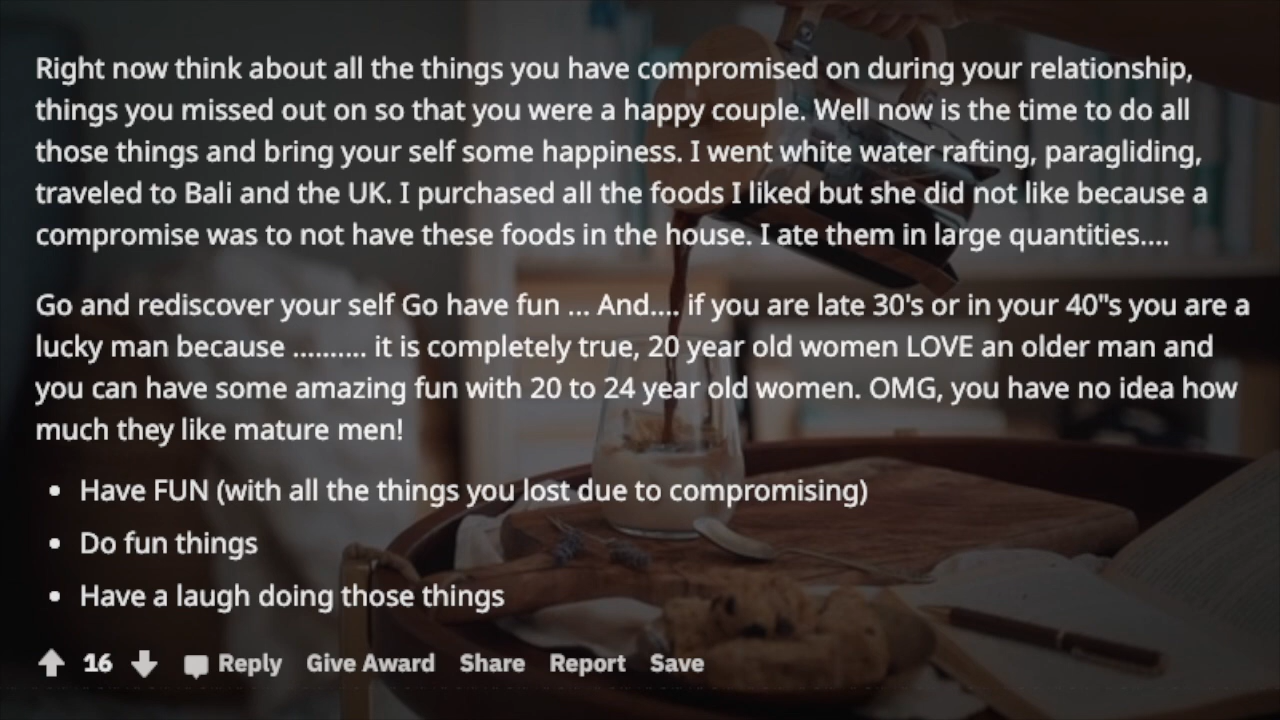 Right now think about all the things you have compromised on during your relationship,
things you missed out on so that you were a happy couple. Well now is the time to do all
those things and bring your self some happiness. I went white water rafting, paragliding,
traveled to Bali and the UK. I purchased all the foods I liked but she did not like because a
compromise was to not have these foods in the house. I ate them in large quantities....
Go and rediscover your self Go have fun ... And.... if you are late 30's or in your 40"s you are a
lucky man because .......... it is completely true, 20 year old women LOVE an older man and
you can have some amazing fun with 20 to 24 year old women. OMG, you have no idea how
much they like mature men!
• Have FUN (with all the things you lost due to compromising)
• Do fun things
• Have a laugh doing those things
16 Reply Give Award Share Report Save